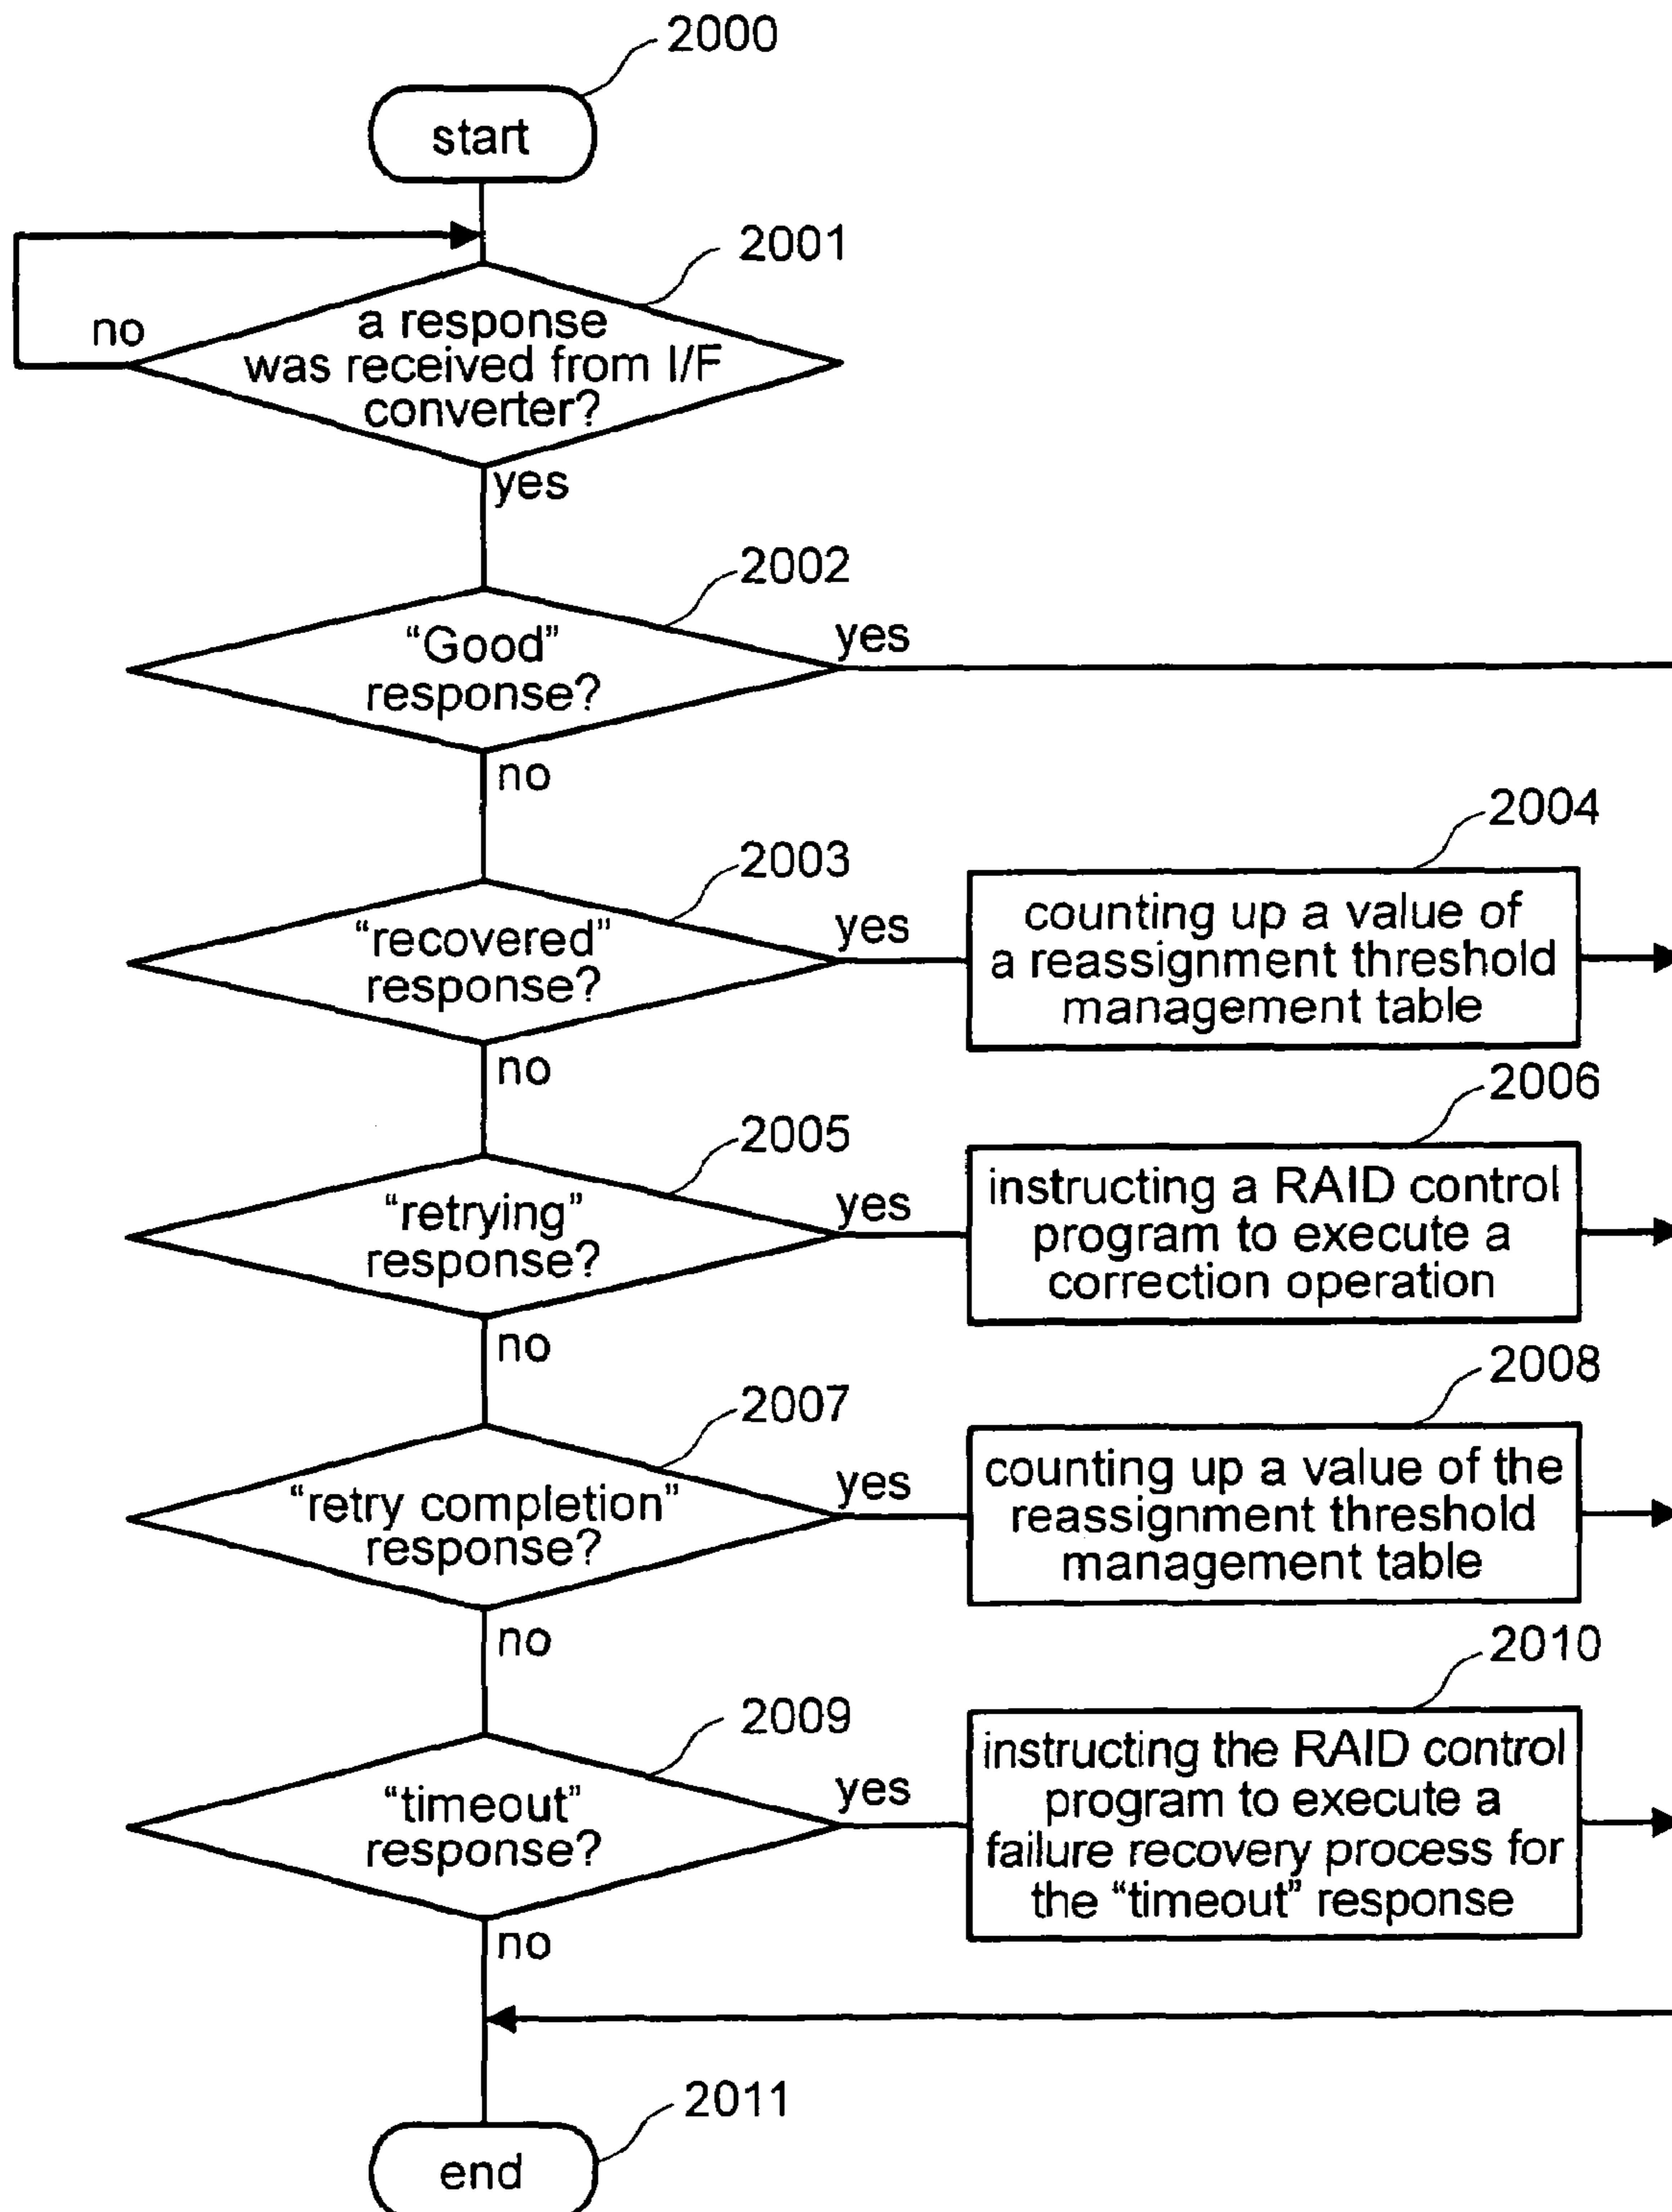 2000
start
2001
no
a response
was received from I/F
converter?
yes
2002
“Good”
response?
yes
no
2003
“recovered”
response?
yes
2004
counting up a value of
a reassignment threshold
management table
no
2005
“retrying”
response?
yes
2006
instructing a RAID control
program to execute a
correction operation
no
2007
“retry completion”
response?
yes
2008
counting up a value of the
reassignment threshold
management table
no
2009
“timeout”
response?
yes
2010
instructing the RAID control
program to execute a
failure recovery process for
the “timeout” response
no
2011
end